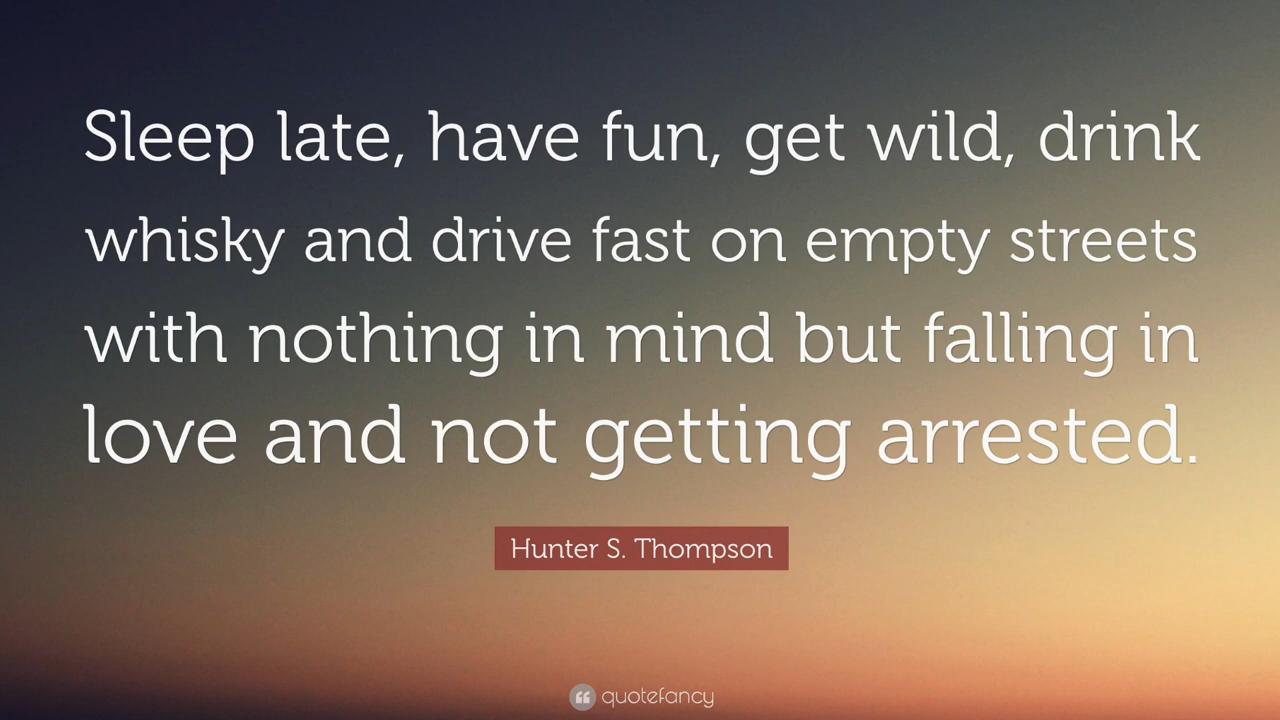 Sleep late, have fun, get wild, drink
whisky and drive fast on empty streets
with nothing in mind but falling in
love and not getting arrested.
Hunter S. Thompson
quotefancy